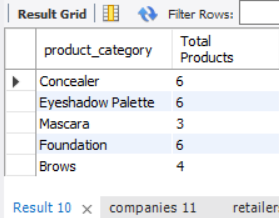 Result Grid Filter Rows:
product_category Total Products
Concealer 6
Eyeshadow Palette 6
Mascara 3
Foundation 6
Brows 4
Result 10 × companies 11 retailer